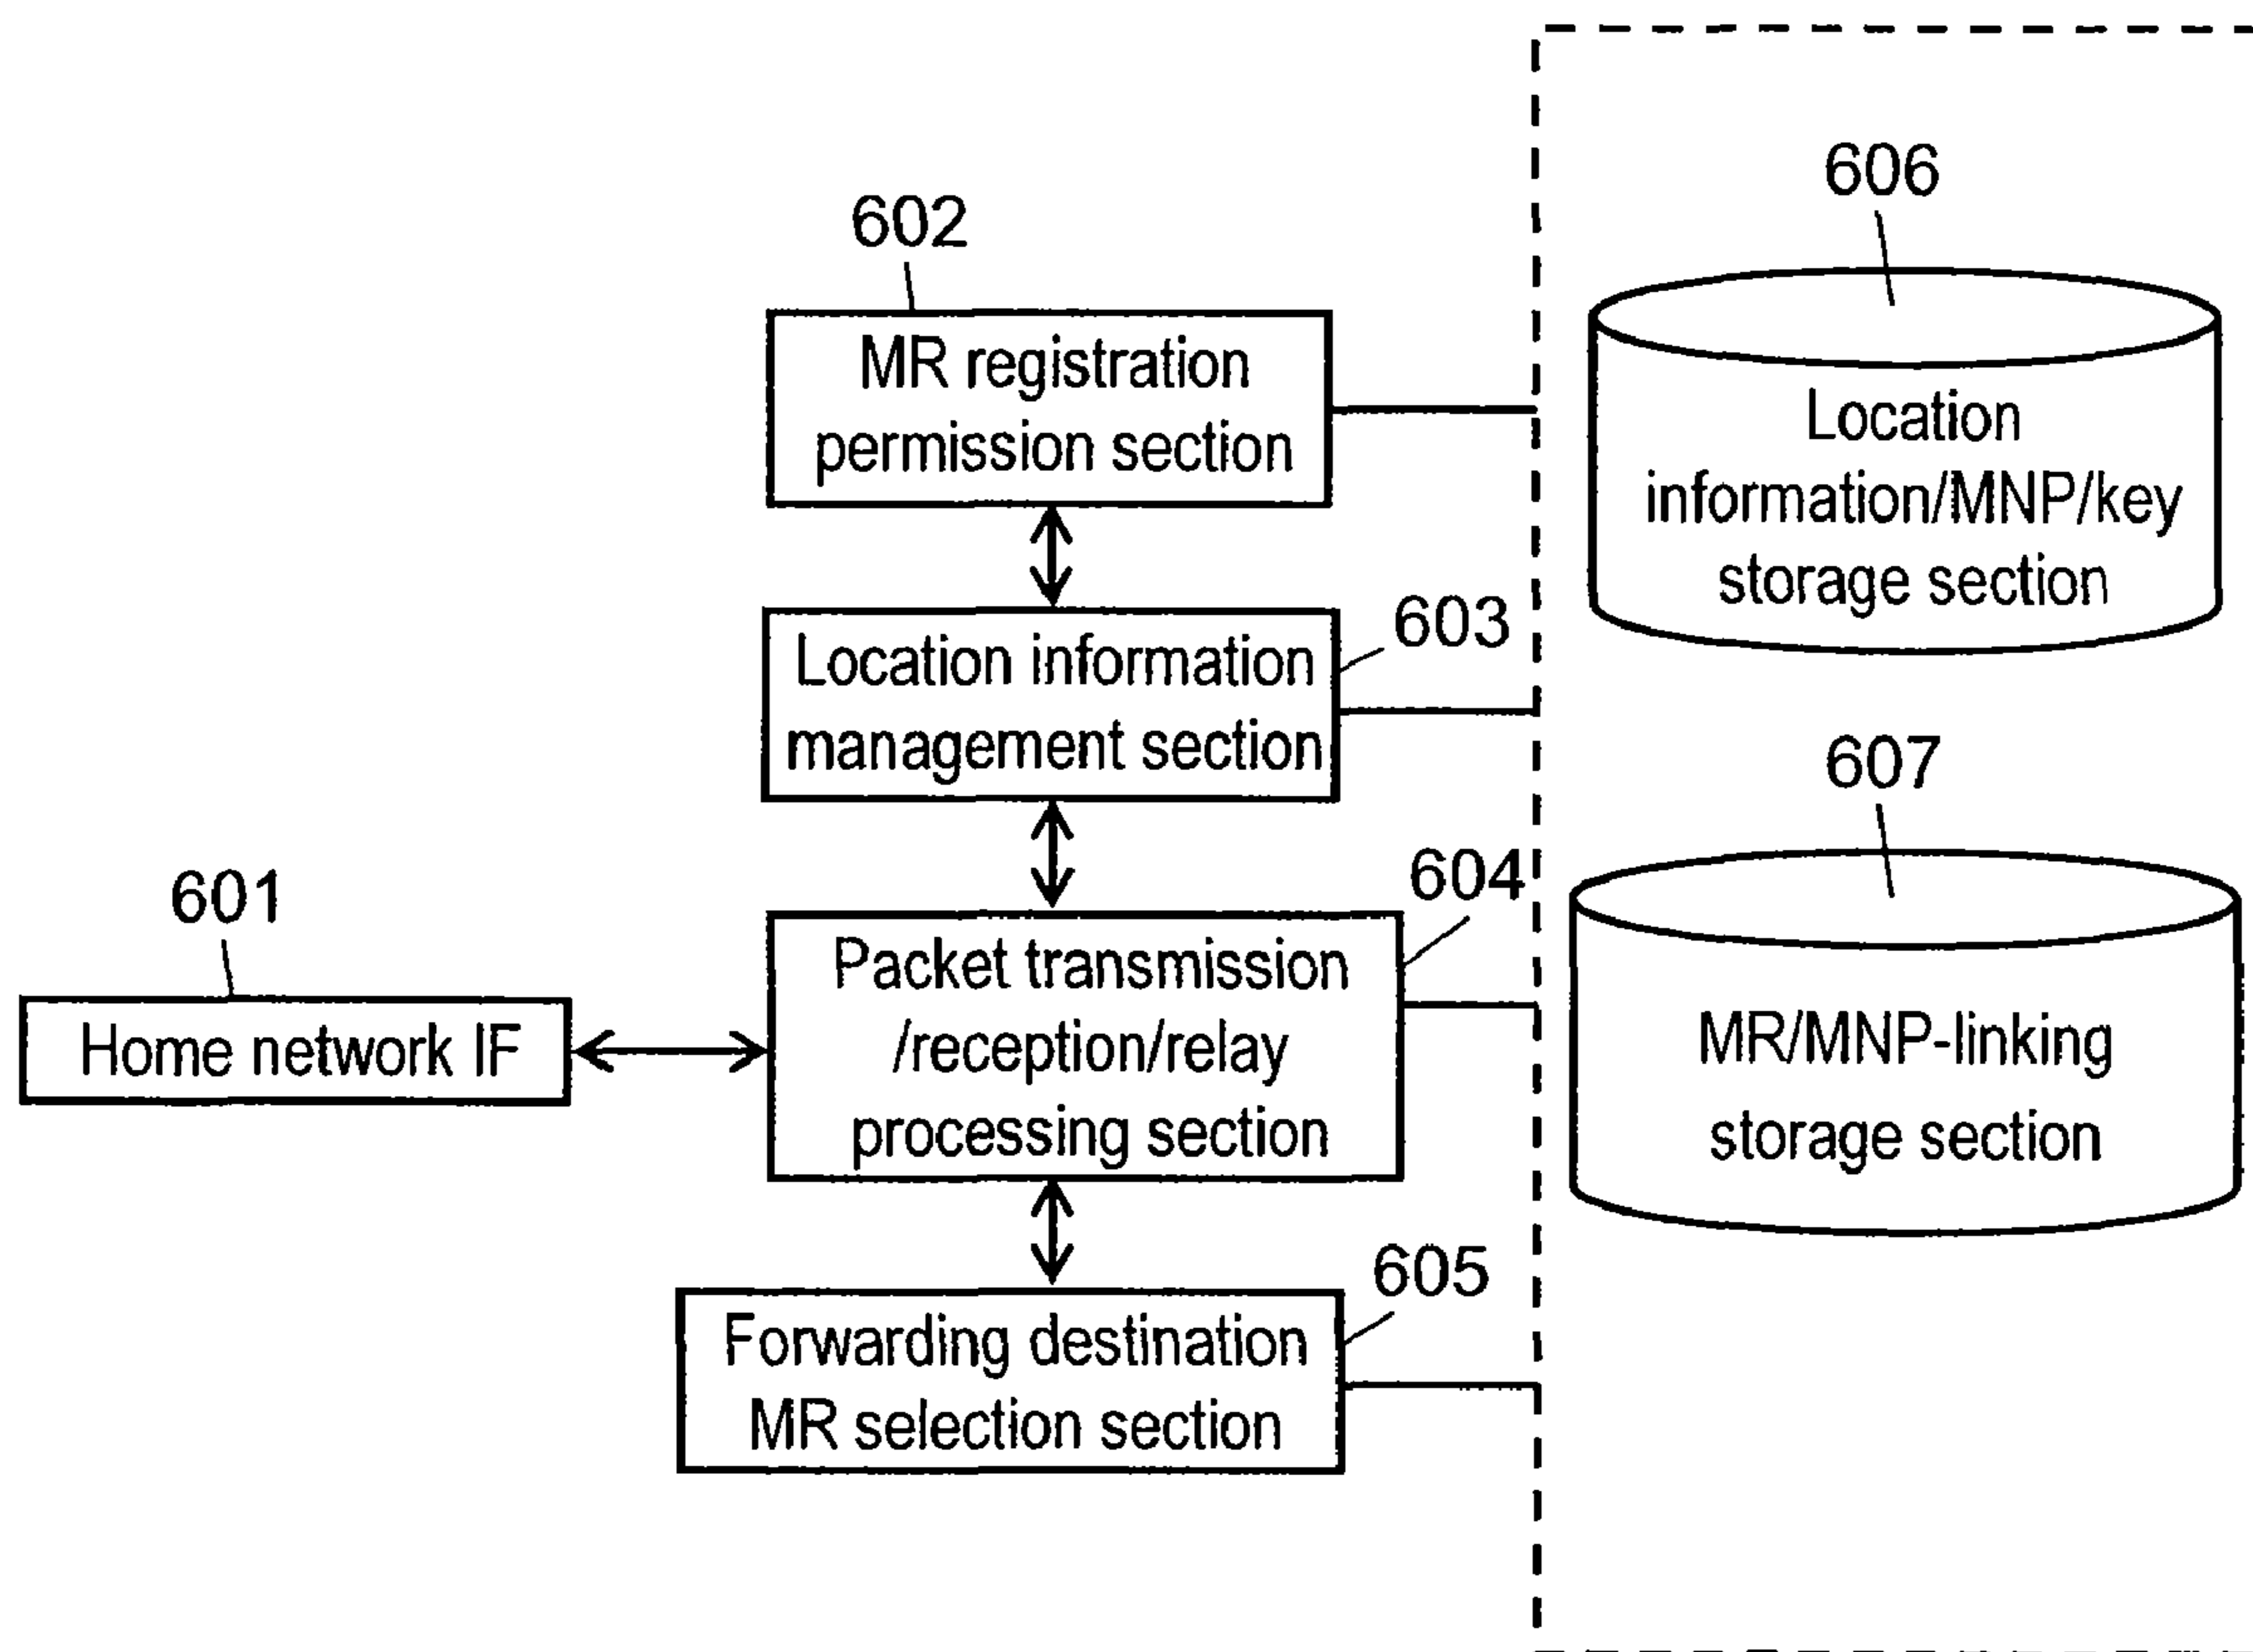 606
602
MR registration
permission section
Location
information/MNP/key
storage section
603
Location information
management section
607
604
601
Packet transmission
/reception/relay
processing section
Home network IF
MR/MNP-linking
storage section
605
Forwarding destination
MR selection section